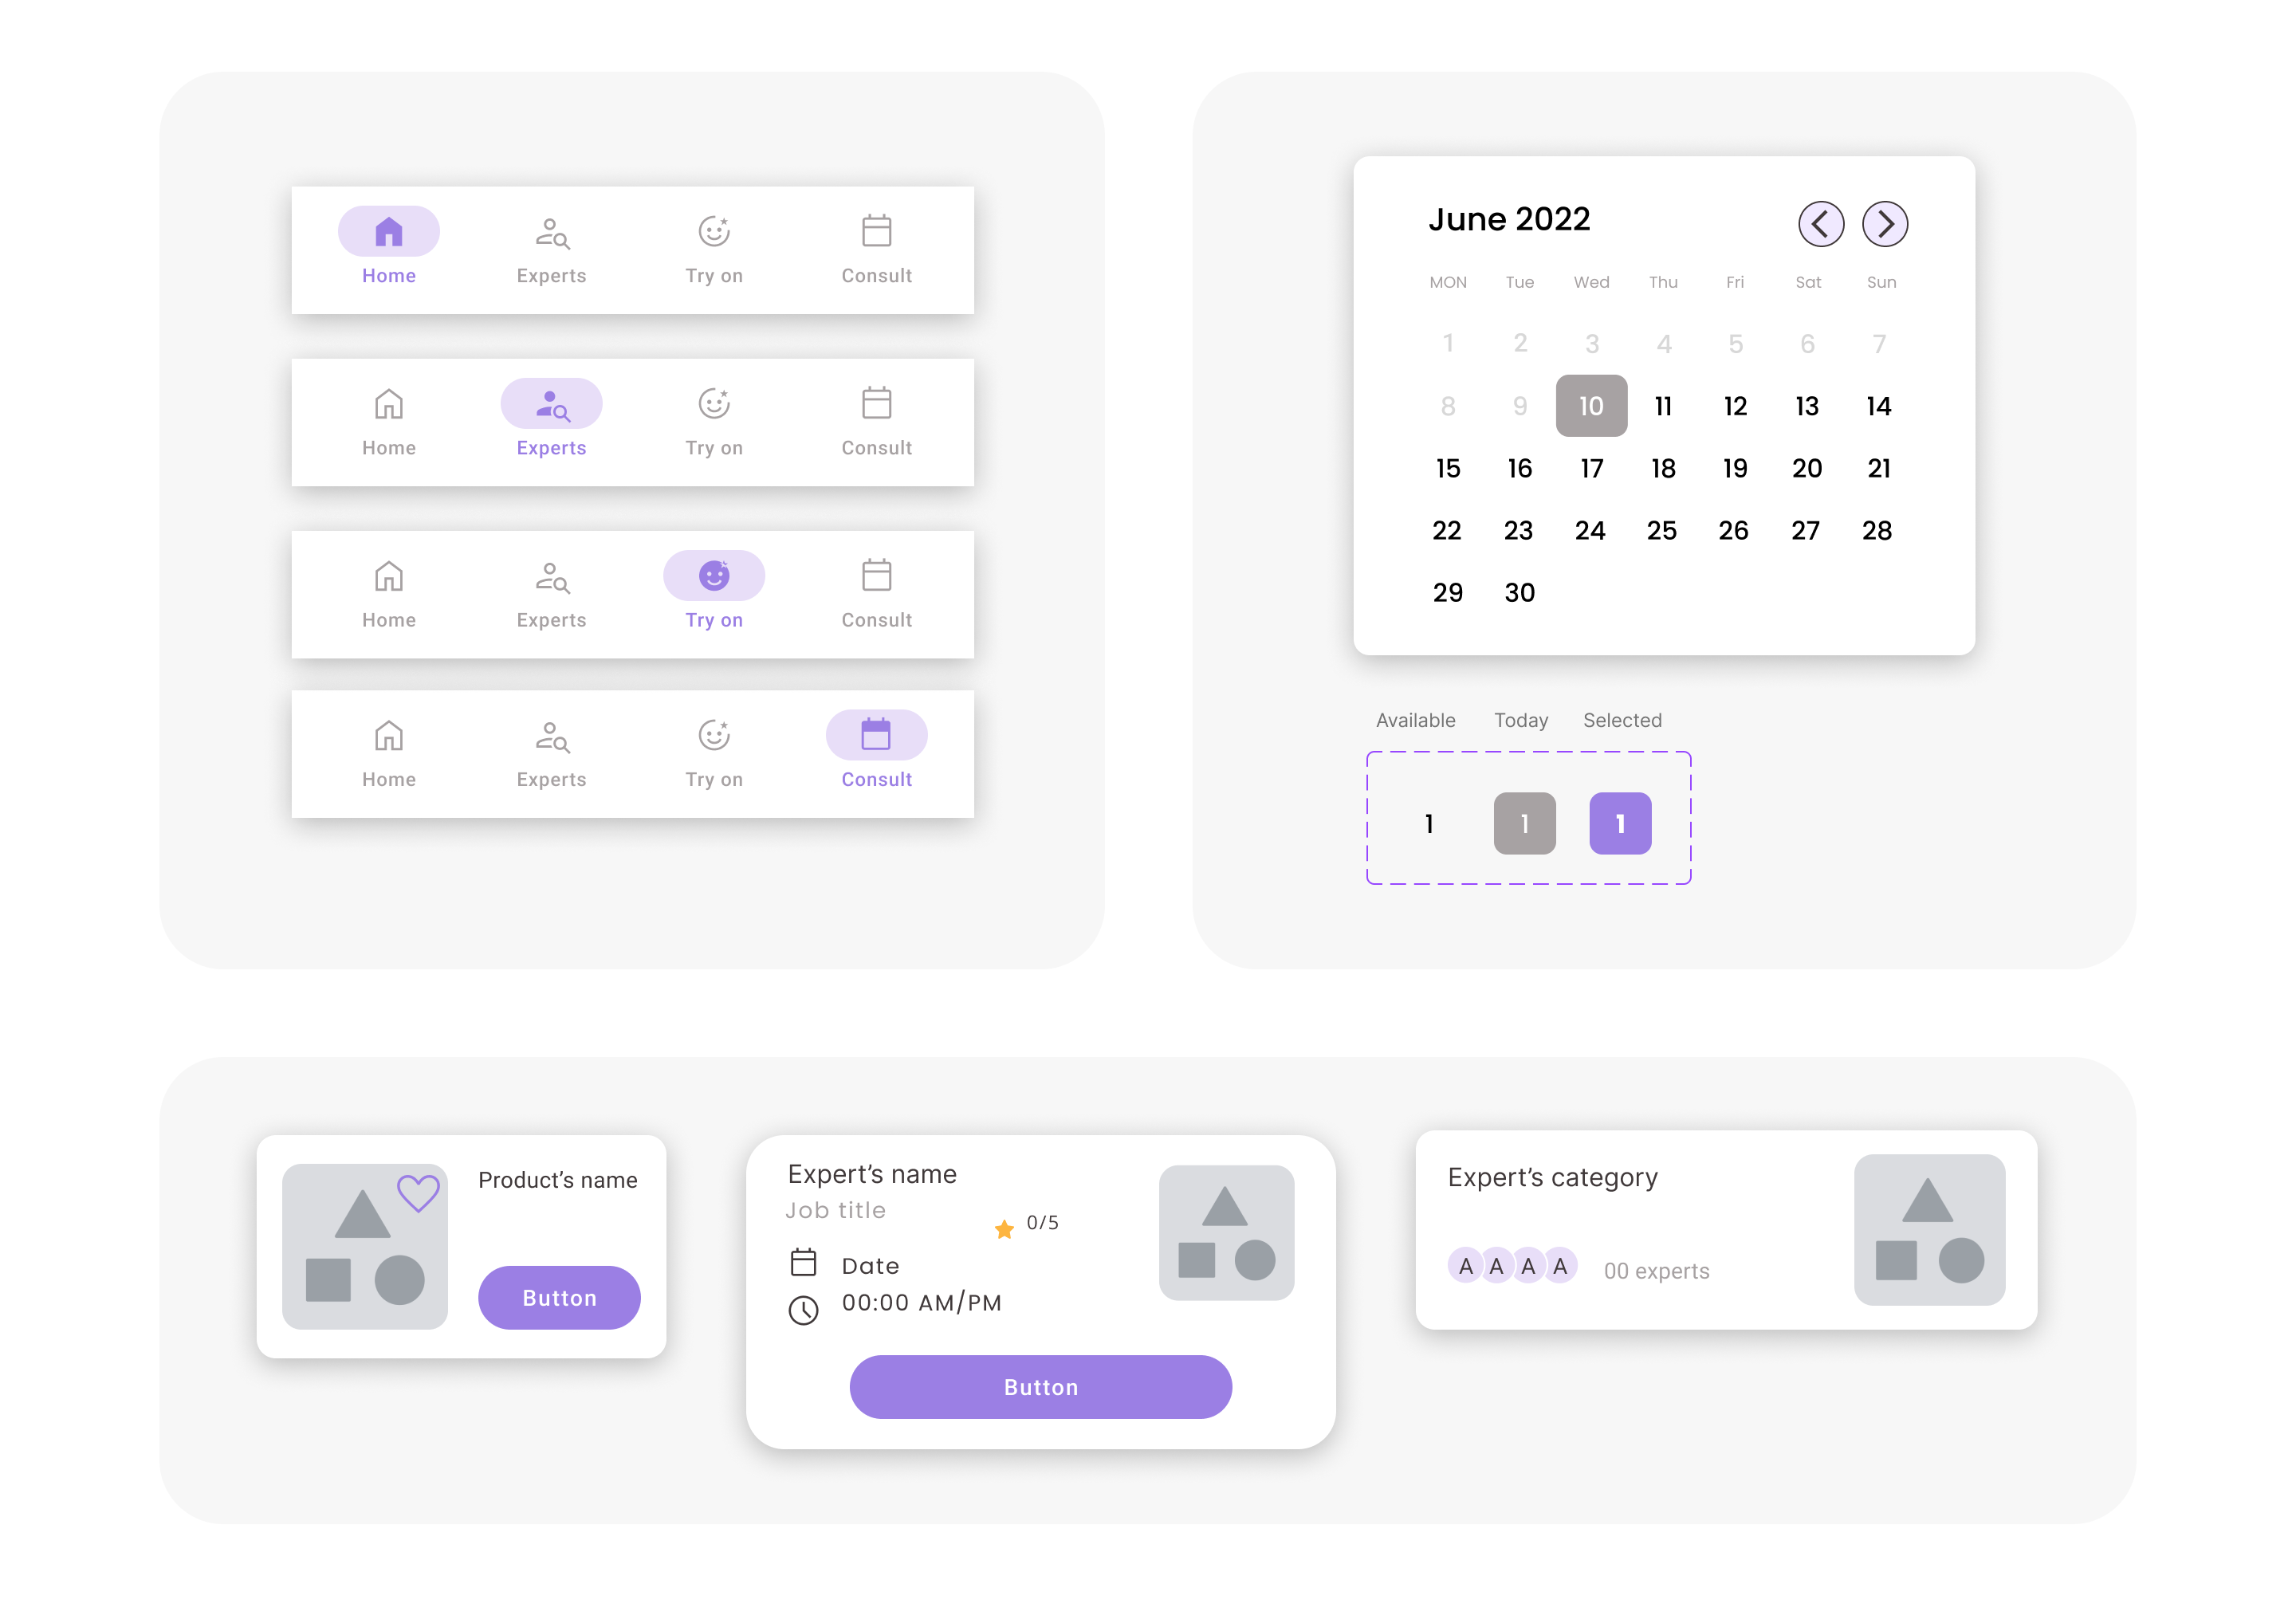 Home Experts Try on Consult
Home Experts Try on Consult
Home Experts Try on Consult
Home Experts Try on Consult
June 2022
MON Tue Wed Thu Fri Sat Sun
1 2 3 4 5 6 7
8 9 10 11 12 13 14
15 16 17 18 19 20 21
22 23 24 25 26 27 28
29 30
Available Today Selected
1 1 1
Product’s name
Button
Expert’s name
Job title
0/5
Date
00:00 AM/PM
Button
Expert’s category
A A A A 00 experts